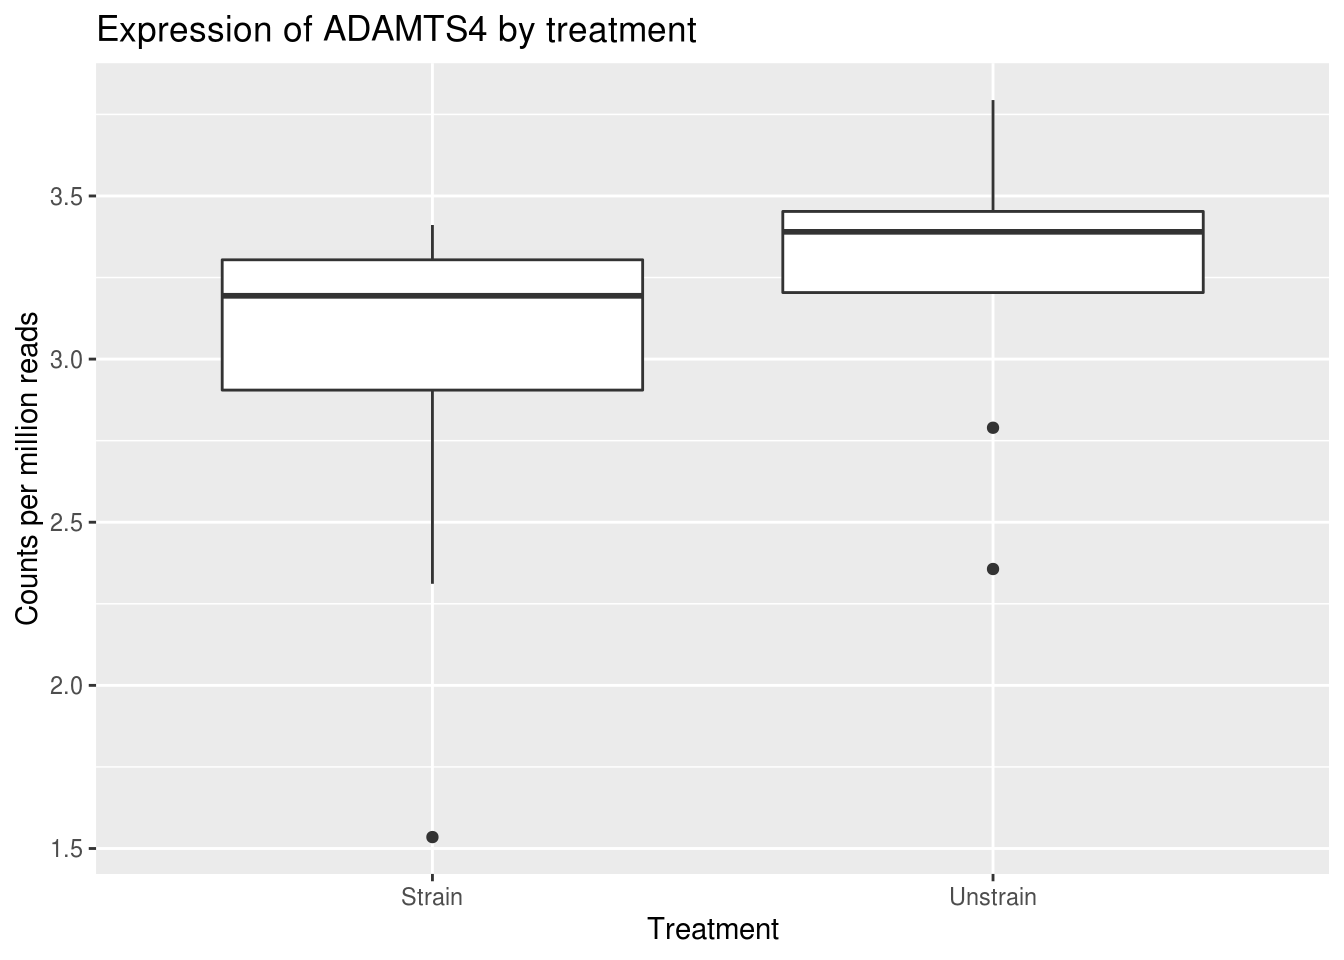 Expression of ADAMTS4 by treatment
Counts per million reads
3.5
3.0
2.5
2.0
1.5
Strain
Unstrain
Treatment